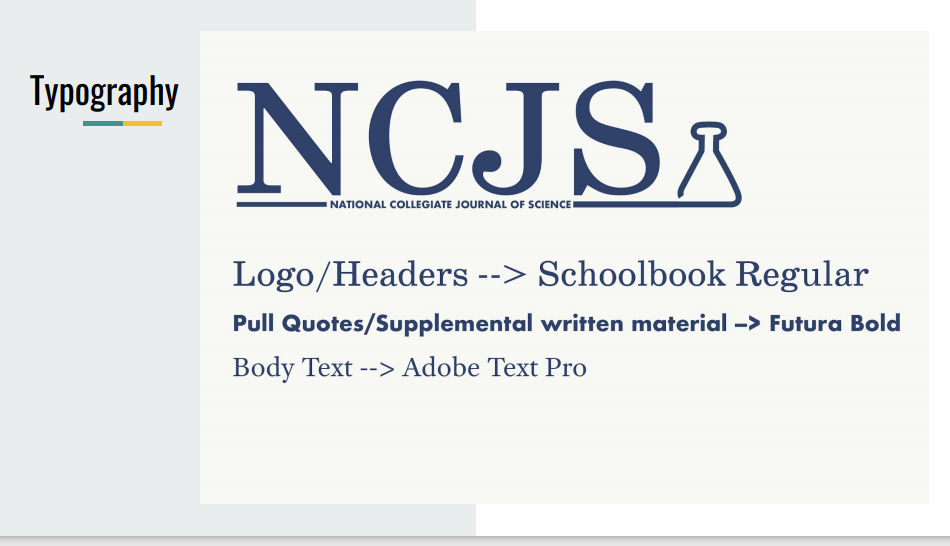 Typography
NCJS
NATIONAL COLLEGIATE JOURNAL OF SCIENCE
Logo/Headers --> Schoolbook Regular
Pull Quotes/Supplemental written material –> Futura Bold
Body Text --> Adobe Text Pro